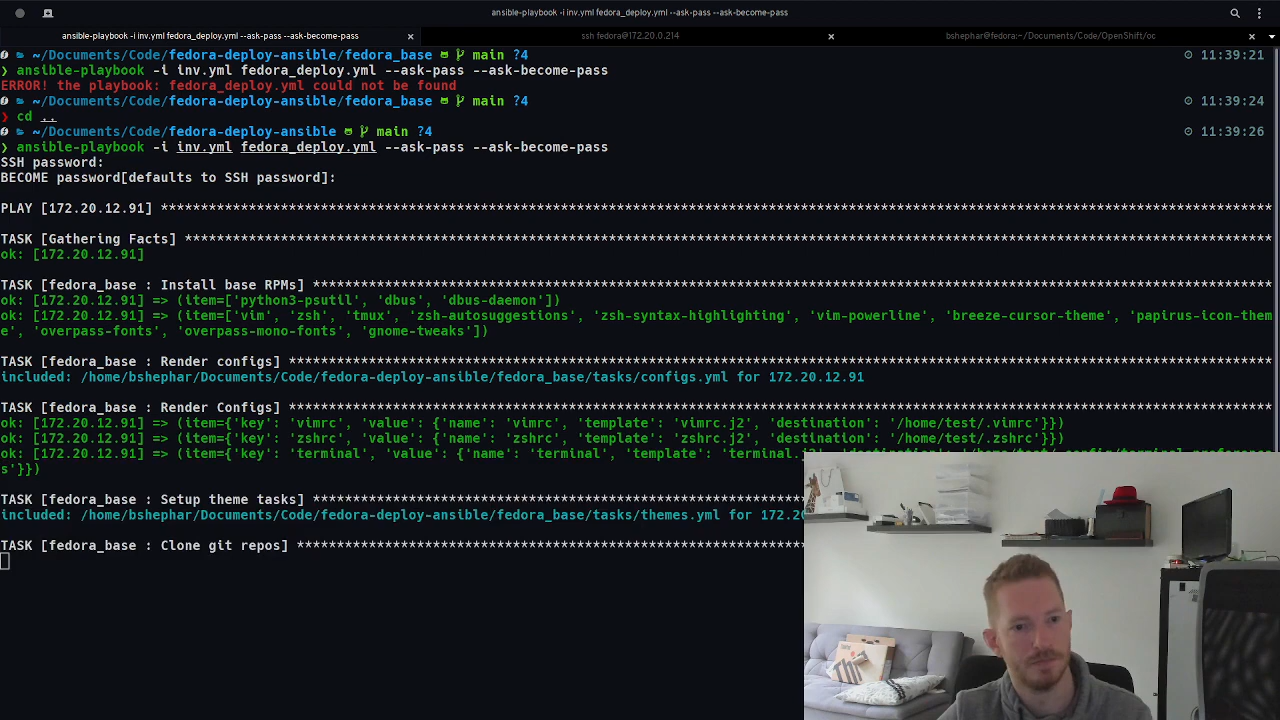 ansible-playbook -i inv.yml fedora_deploy.yml --ask-pass --ask-become-pass
ansible-playbook -i inv.yml fedora_deploy.yml --ask-pass --ask-become-pass
ssh fedora@172.20.0.214
bshephar@fedora:~/Documents/Code/OpenShift/oc
~/Documents/Code/fedora-deploy-ansible/fedora_base main ?4 11:39:21
❯ ansible-playbook -i inv.yml fedora_deploy.yml --ask-pass --ask-become-pass
ERROR! the playbook: fedora_deploy.yml could not be found
~/Documents/Code/fedora-deploy-ansible/fedora_base main ?4 11:39:24
❯ cd ..
~/Documents/Code/fedora-deploy-ansible main ?4 11:39:26
❯ ansible-playbook -i inv.yml fedora_deploy.yml --ask-pass --ask-become-pass
SSH password:
BECOME password[defaults to SSH password]:
PLAY [172.20.12.91] *******************************************************************************************************************************************
TASK [Gathering Facts] ****************************************************************************************************************************************
ok: [172.20.12.91]
TASK [fedora_base : Install base RPMs] ************************************************************************************************************************
ok: [172.20.12.91] => (item=['python3-psutil', 'dbus', 'dbus-daemon'])
ok: [172.20.12.91] => (item=['vim', 'zsh', 'tmux', 'zsh-autosuggestions', 'zsh-syntax-highlighting', 'vim-powerline', 'breeze-cursor-theme', 'papirus-icon-them
e', 'overpass-fonts', 'overpass-mono-fonts', 'gnome-tweaks'])
TASK [fedora_base : Render configs] ***************************************************************************************************************************
included: /home/bshephar/Documents/Code/fedora-deploy-ansible/fedora_base/tasks/configs.yml for 172.20.12.91
TASK [fedora_base : Render Configs] ***************************************************************************************************************************
ok: [172.20.12.91] => (item={'key': 'vimrc', 'value': {'name': 'vimrc', 'template': 'vimrc.j2', 'destination': '/home/test/.vimrc'}})
ok: [172.20.12.91] => (item={'key': 'zshrc', 'value': {'name': 'zshrc', 'template': 'zshrc.j2', 'destination': '/home/test/.zshrc'}})
ok: [172.20.12.91] => (item={'key': 'terminal', 'value': {'name': 'terminal', 'template': 'terminal.j
s'}})
TASK [fedora_base : Setup theme tasks] **************************************************************
included: /home/bshephar/Documents/Code/fedora-deploy-ansible/fedora_base/tasks/themes.yml for 172.2
TASK [fedora_base : Clone git repos] ****************************************************************